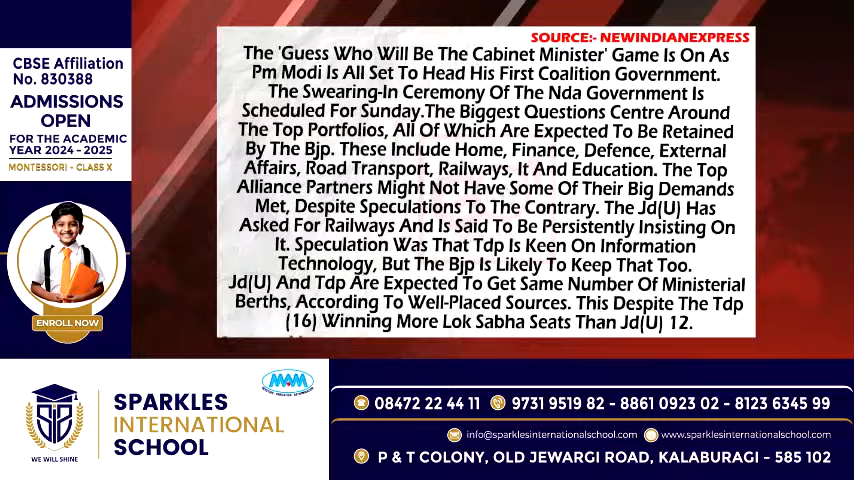 CBSE Affiliation
No. 830388
ADMISSIONS
OPEN
FOR THE ACADEMIC
YEAR 2024 - 2025
MONTESSORI - CLASS X
ENROLL NOW
SOURCE:- NEWINDIANEXPRESS
The 'Guess Who Will Be The Cabinet Minister' Game Is On As
Pm Modi Is All Set To Head His First Coalition Government.
The Swearing-In Ceremony Of The Nda Government Is
Scheduled For Sunday.The Biggest Questions Centre Around
The Top Portfolios, All Of Which Are Expected To Be Retained
By The Bjp. These Include Home, Finance, Defence, External
Affairs, Road Transport, Railways, It And Education. The Top
Alliance Partners Might Not Have Some Of Their Big Demands
Met, Despite Speculations To The Contrary. The Jd(U) Has
Asked For Railways And Is Said To Be Persistently Insisting On
It. Speculation Was That Tdp Is Keen On Information
Technology, But The Bjp Is Likely To Keep That Too.
Jd(U) And Tdp Are Expected To Get Same Number Of Ministerial
Berths, According To Well-Placed Sources. This Despite The Tdp
(16) Winning More Lok Sabha Seats Than Jd(U) 12.
WE WILL SHINE
SPARKLES
INTERNATIONAL
SCHOOL
08472 22 44 11 9731 9519 82 - 8861 0923 02 - 8123 6345 99
info@sparklesinternationalschool.com www.sparklesinternationalschool.com
P & T COLONY, OLD JEWARGI ROAD, KALABURAGI - 585 102